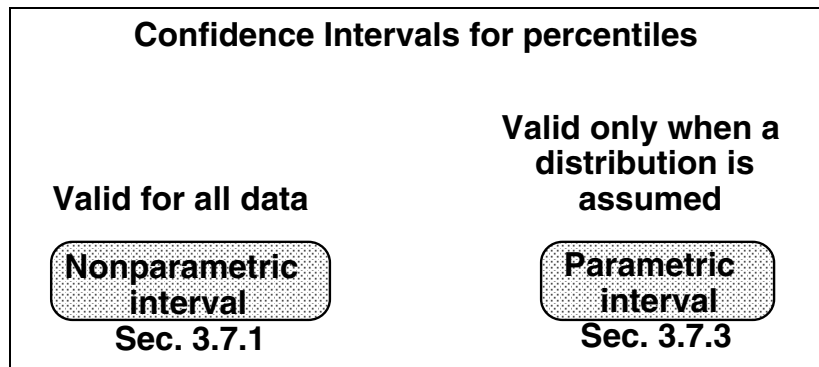 Confidence Intervals for percentiles
Valid for all data
Nonparametric
interval
Sec. 3.7.1
Valid only when a
distribution is
assumed
Parametric
interval
Sec. 3.7.3